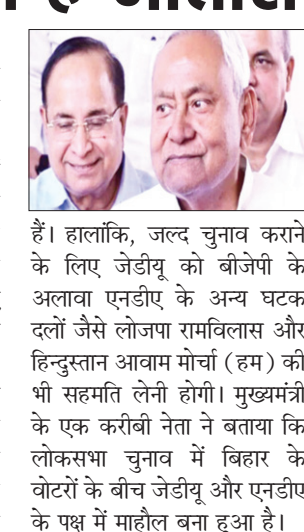 हैं। हालांकि, जल्द चुनाव कराने
के लिए जेडीयू को बीजेपी के
अलावा एनडीए के अन्य घटक
दलों जैसे लोजपा रामविलास और
हिन्दुस्तान आवाम मोर्चा (हम) की
भी सहमति लेनी होगी। मुख्यमंत्री
के एक करीबी नेता ने बताया कि
लोकसभा चुनाव में बिहार के
वोटरों के बीच जेडीयू और एनडीए
के पक्ष में माहौल बना हुआ है।